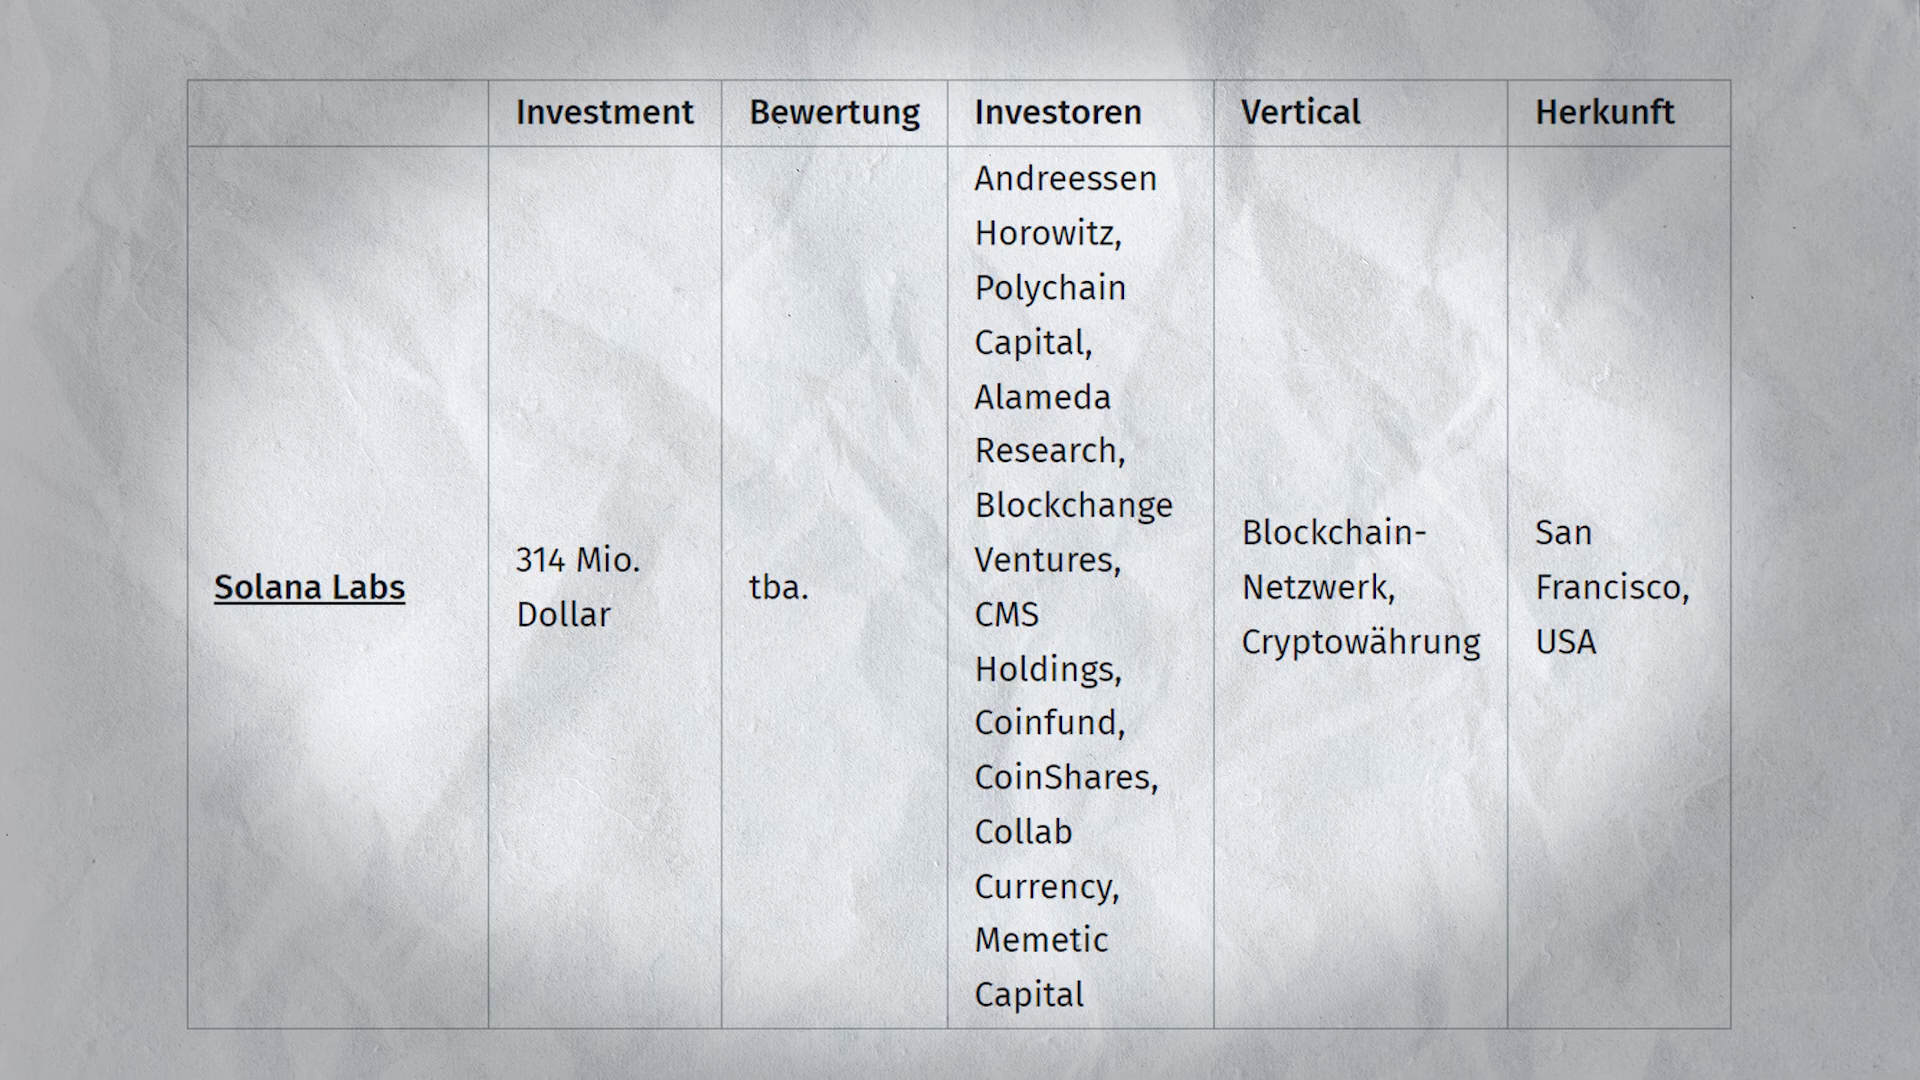 Investment Bewertung Investoren Vertical Herkunft
Solana Labs
314 Mio.
Dollar
tba.
Andreessen
Horowitz,
Polychain
Capital,
Alameda
Research,
Blockchange
Ventures,
CMS
Holdings,
Coinfund,
CoinShares,
Collab
Currency,
Memetic
Capital
Blockchain-
Netzwerk,
Cryptowährung
San
Francisco,
USA